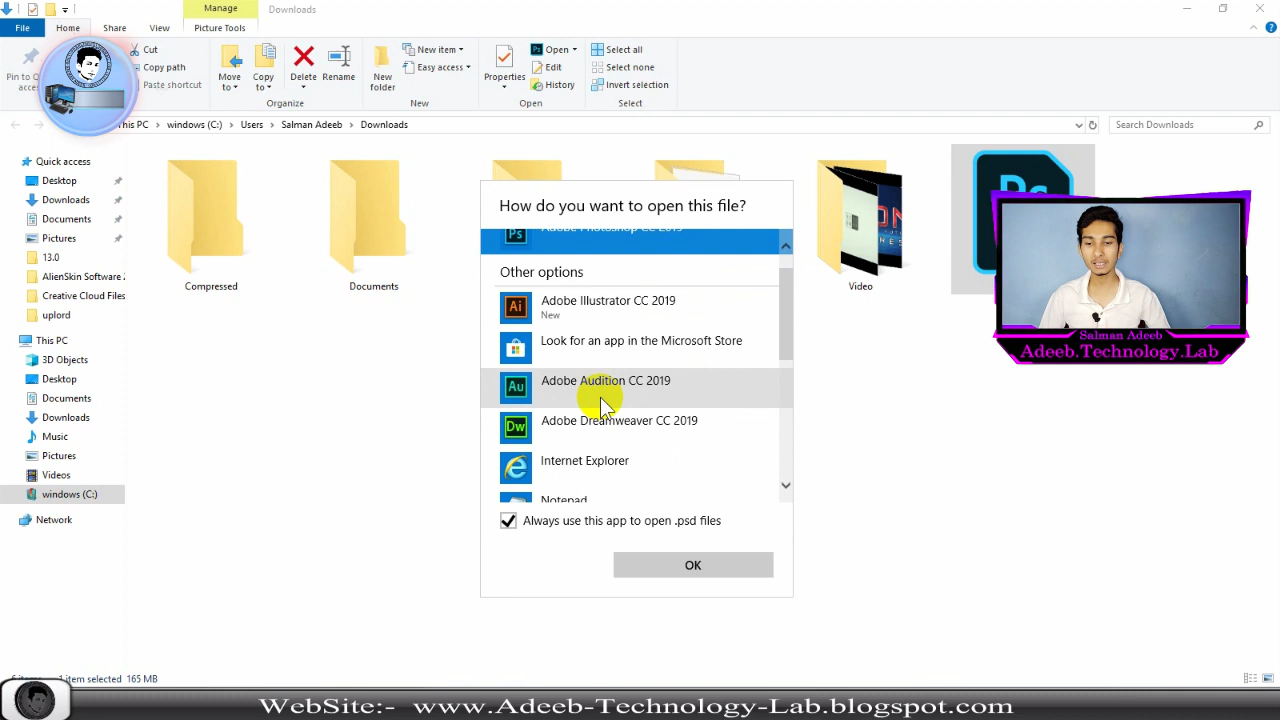 Manage
Downloads
File
Home
Share
View
Picture Tools
Cut
Copy path
Paste shortcut
Move to
Copy to
Delete
Rename
New folder
New item
Easy access
Properties
Open
Edit
History
Select all
Select none
Invert selection
Organize
New
Open
Select
This PC > windows (C:) > Users > Salman Adeeb > Downloads
Search Downloads
Quick access
Desktop
Downloads
Documents
Pictures
13.0
AlienSkin Software
Creative Cloud Files
uplord
This PC
3D Objects
Desktop
Documents
Downloads
Music
Pictures
Videos
windows (C:)
Network
Compressed
Documents
Video
Ps
How do you want to open this file?
Ps
Adobe Photoshop CC 2019
Other options
Ai
Adobe Illustrator CC 2019
New
Look for an app in the Microsoft Store
Au
Adobe Audition CC 2019
Dw
Adobe Dreamweaver CC 2019
Internet Explorer
Notepad
Always use this app to open .psd files
OK
Salman Adeeb
Adeeb.Technology.Lab
1 item selected 165 MB
WebSite:- www.Adeeb-Technology-Lab.blogspot.com